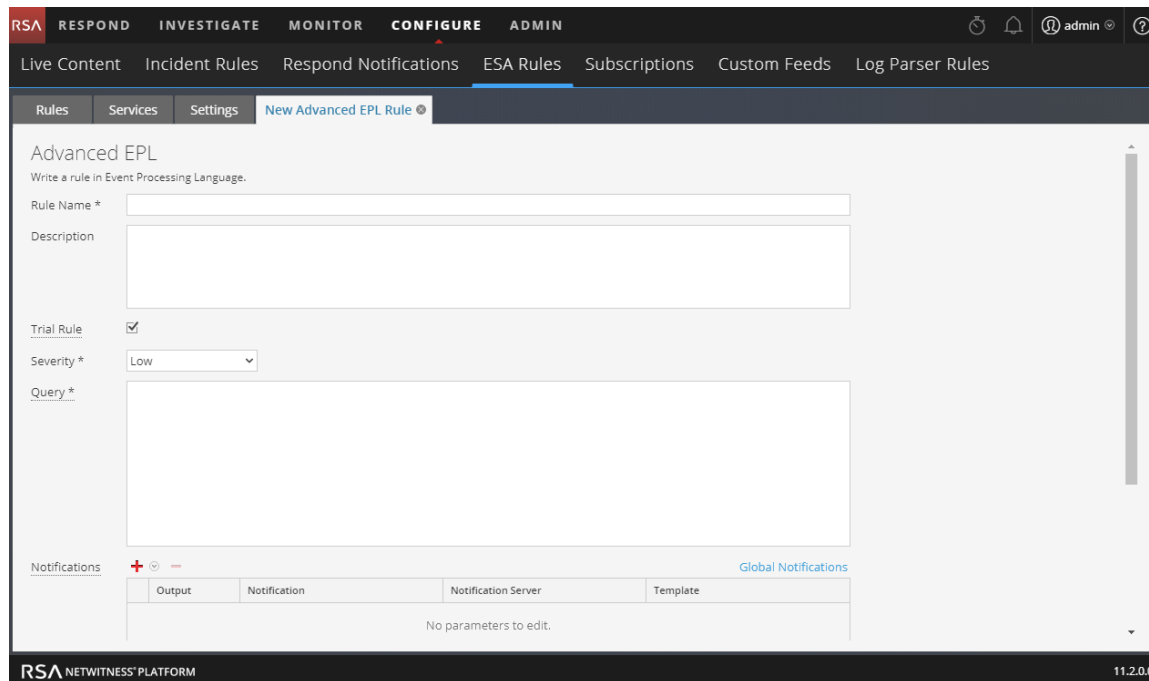 RSA RESPOND INVESTIGATE MONITOR CONFIGURE ADMIN admin
Live Content Incident Rules Respond Notifications ESA Rules Subscriptions Custom Feeds Log Parser Rules
Rules Services Settings New Advanced EPL Rule
Advanced EPL
Write a rule in Event Processing Language.
Rule Name *
Description
Trial Rule
Severity * Low
Query *
Notifications Global Notifications
Output Notification Notification Server Template
No parameters to edit.
RSA NETWITNESS® PLATFORM 11.2.0.